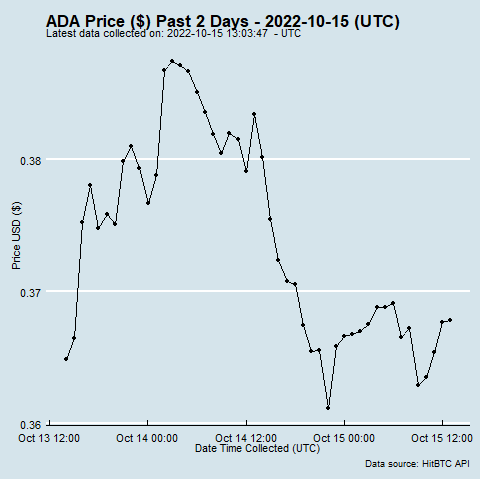 ADA Price ($) Past 2 Days - 2022-10-15 (UTC)
Latest data collected on: 2022-10-15 13:03:47  - UTC
Price USD ($)
0.38
0.37
0.36
Oct 13 12:00
Oct 14 00:00
Oct 14 12:00
Oct 15 00:00
Oct 15 12:00
Date Time Collected (UTC)
Data source: HitBTC API